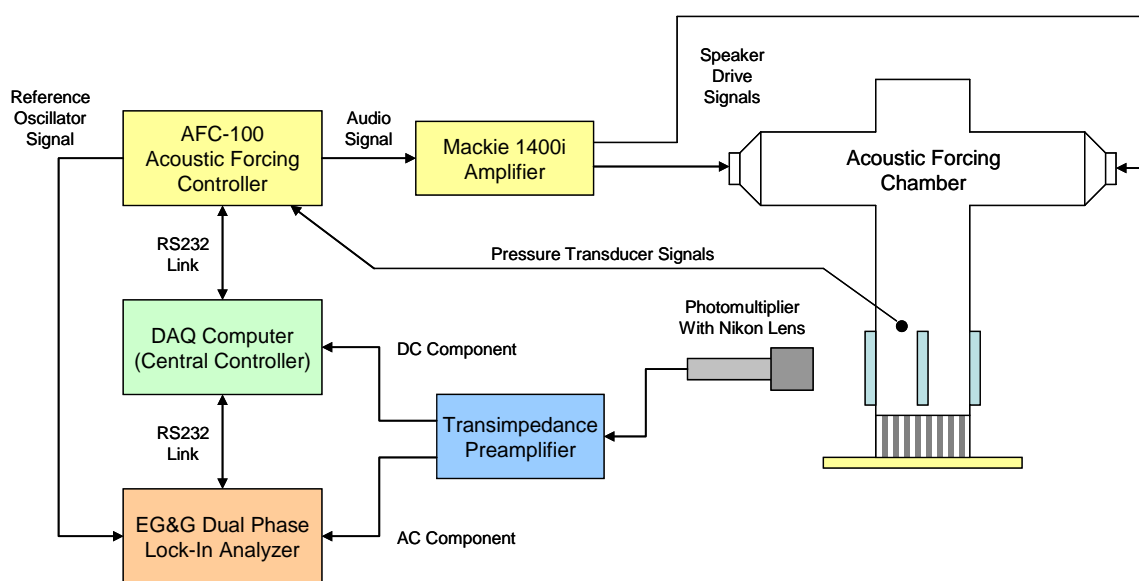 Reference
Oscillator
Signal
AFC-100
Acoustic Forcing
Controller
Audio
Signal
Mackie 1400i
Amplifier
Speaker
Drive
Signals
Acoustic Forcing
Chamber
RS232
Link
Pressure Transducer Signals
Photomultiplier
With Nikon Lens
DAQ Computer
(Central Controller)
DC Component
Transimpedance
Preamplifier
RS232
Link
EG&G Dual Phase
Lock-In Analyzer
AC Component